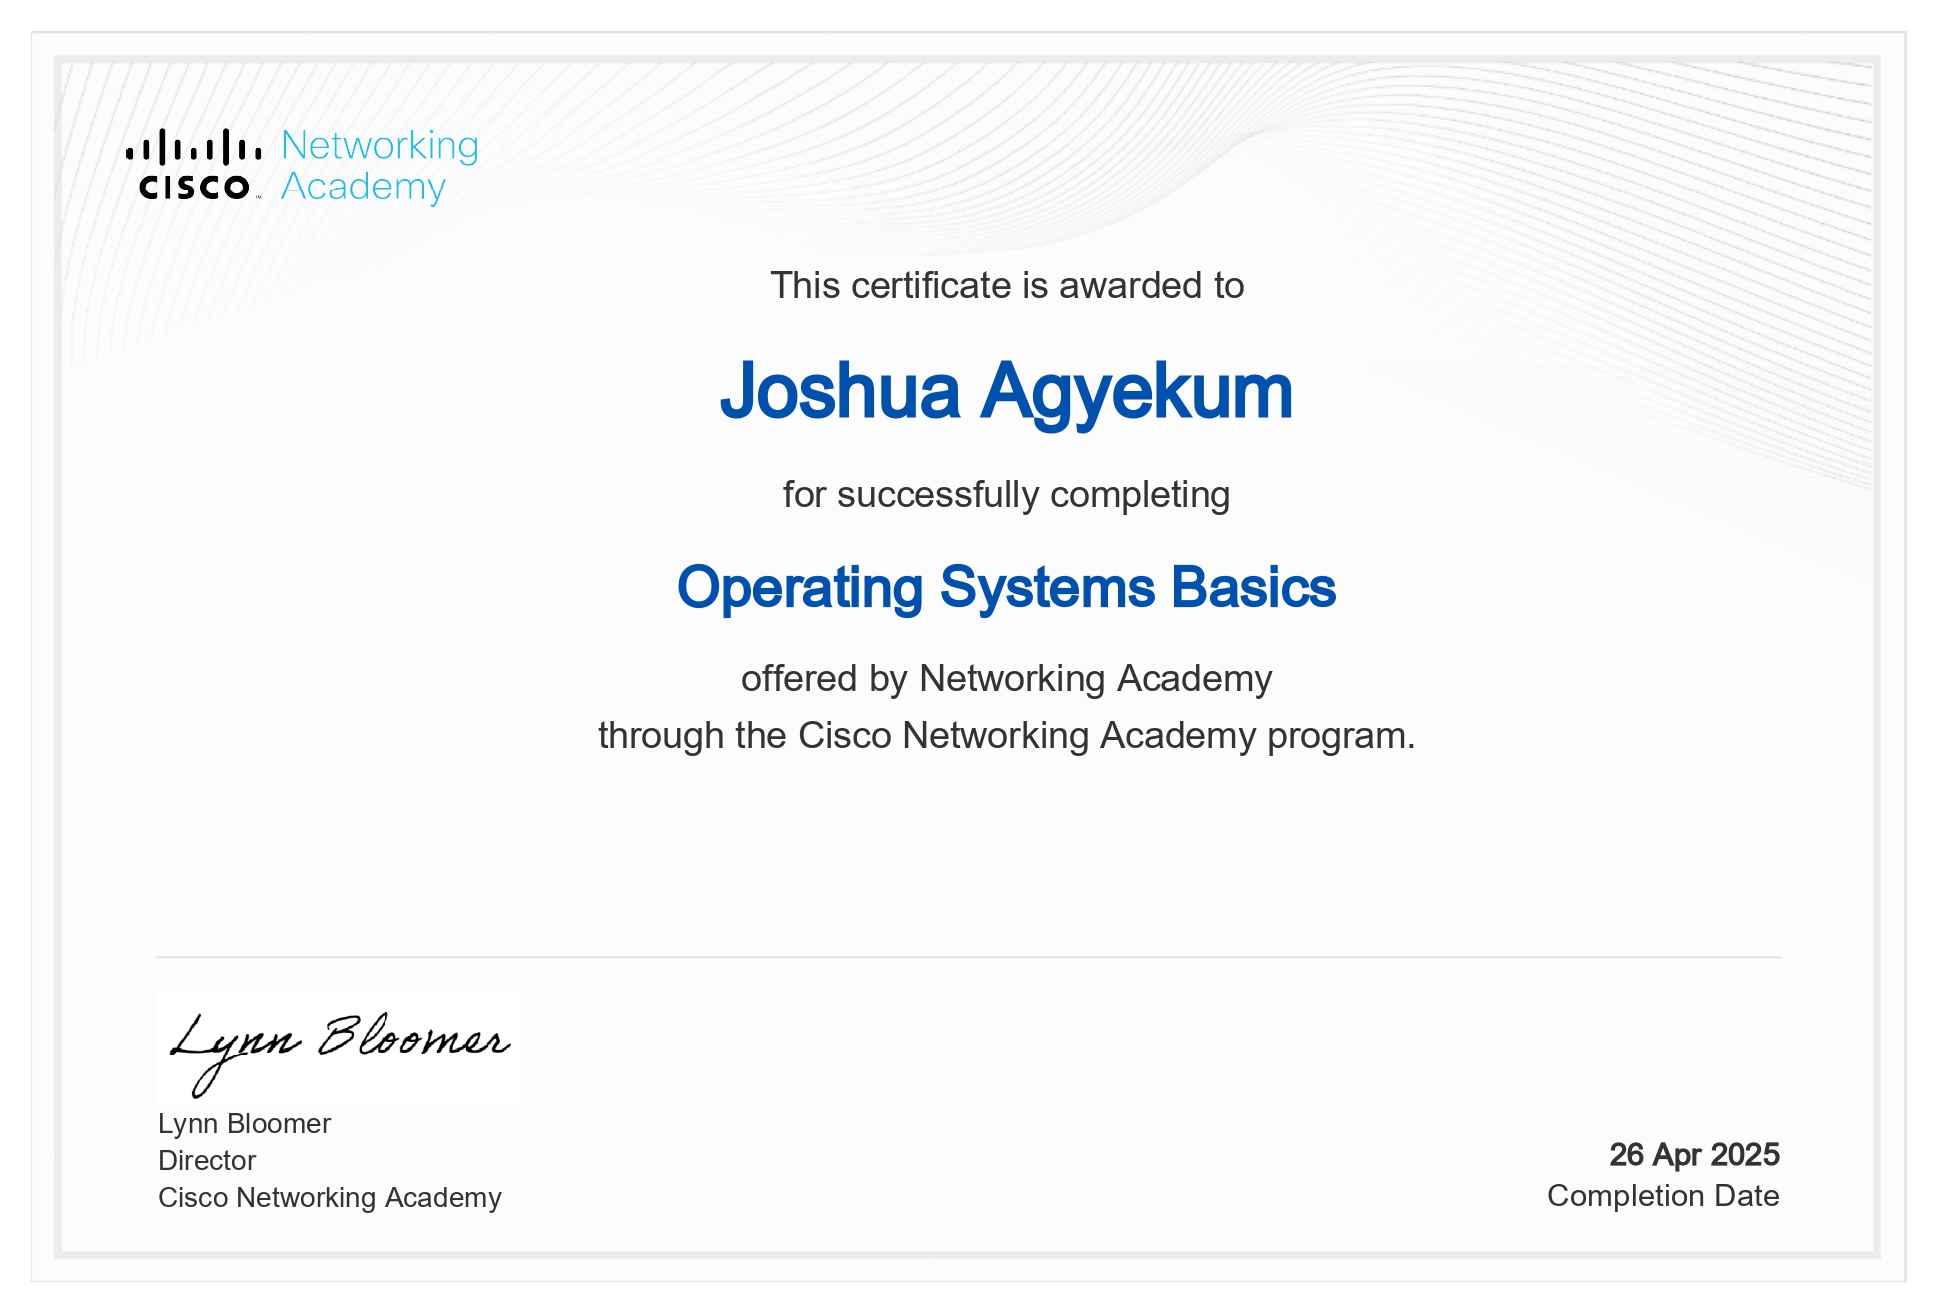 Networking
CISCO™ Academy
This certificate is awarded to
Joshua Agyekum
for successfully completing
Operating Systems Basics
offered by Networking Academy
through the Cisco Networking Academy program.
Lynn Bloomer
Lynn Bloomer
Director
Cisco Networking Academy
26 Apr 2025
Completion Date